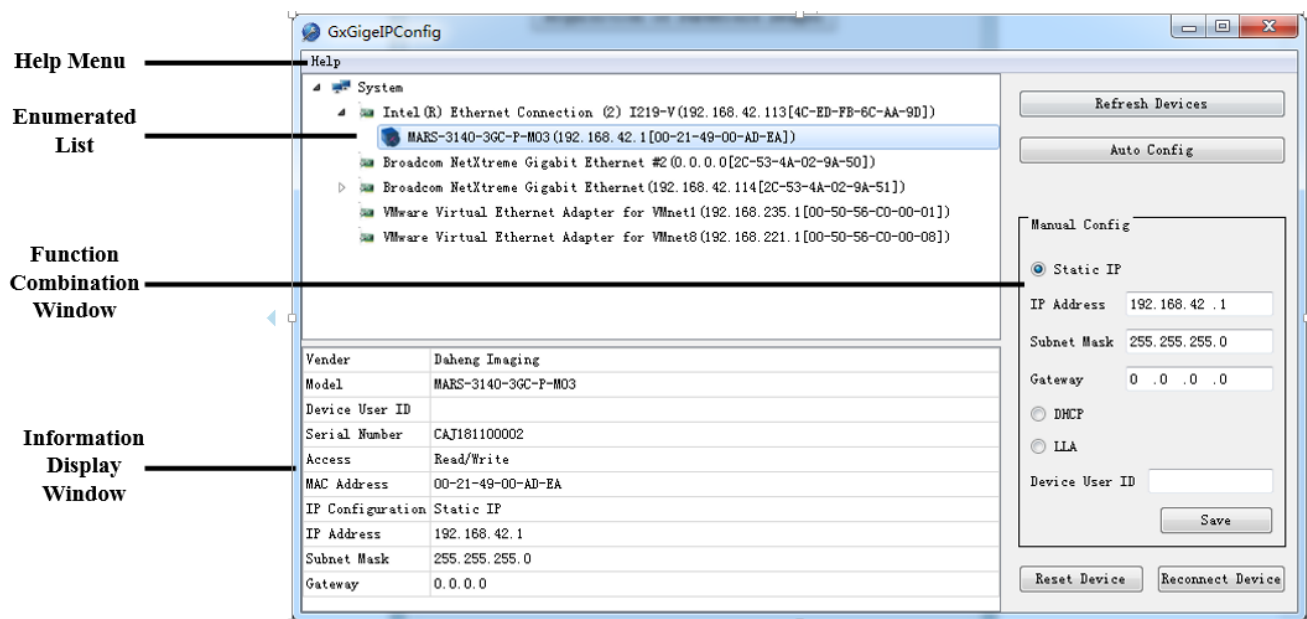 GxGigeIPConfig
Help Menu
Help
Enumerated
List
System
Intel(R) Ethernet Connection (2) I219-V(192.168.42.113[4C-ED-FB-6C-AA-9D])
MARS-3140-3GC-P-M03(192.168.42.1[00-21-49-00-AD-EA])
Broadcom NetXtreme Gigabit Ethernet #2(0.0.0.0[2C-53-4A-02-9A-50])
Broadcom NetXtreme Gigabit Ethernet(192.168.42.114[2C-53-4A-02-9A-51])
VMware Virtual Ethernet Adapter for VMnet1(192.168.235.1[00-50-56-C0-00-01])
VMware Virtual Ethernet Adapter for VMnet8(192.168.221.1[00-50-56-C0-00-08])
Refresh Devices
Auto Config
Function
Combination
Window
Manual Config
Static IP
IP Address 192.168.42 .1
Subnet Mask 255.255.255.0
Gateway 0 .0 .0 .0
DHCP
LLA
Device User ID
Save
Reset Device Reconnect Device
Information
Display
Window
Vender Daheng Imaging
Model MARS-3140-3GC-P-M03
Device User ID
Serial Number CAJ181100002
Access Read/Write
MAC Address 00-21-49-00-AD-EA
IP Configuration Static IP
IP Address 192.168.42.1
Subnet Mask 255.255.255.0
Gateway 0.0.0.0